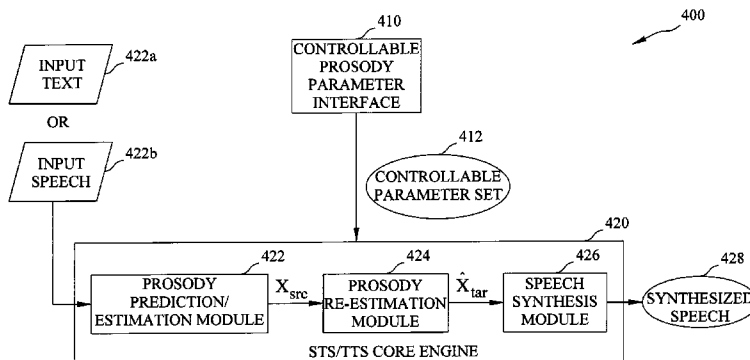 400
410
CONTROLLABLE
PROSODY
PARAMETER
INTERFACE
INPUT
TEXT
422a
OR
INPUT
SPEECH
422b
412
CONTROLLABLE
PARAMETER SET
420
422
PROSODY
PREDICTION/
ESTIMATION MODULE
Xsrc
424
PROSODY
RE-ESTIMATION
MODULE
X̂tar
426
SPEECH
SYNTHESIS
MODULE
428
SYNTHESIZED
SPEECH
STS/TTS CORE ENGINE